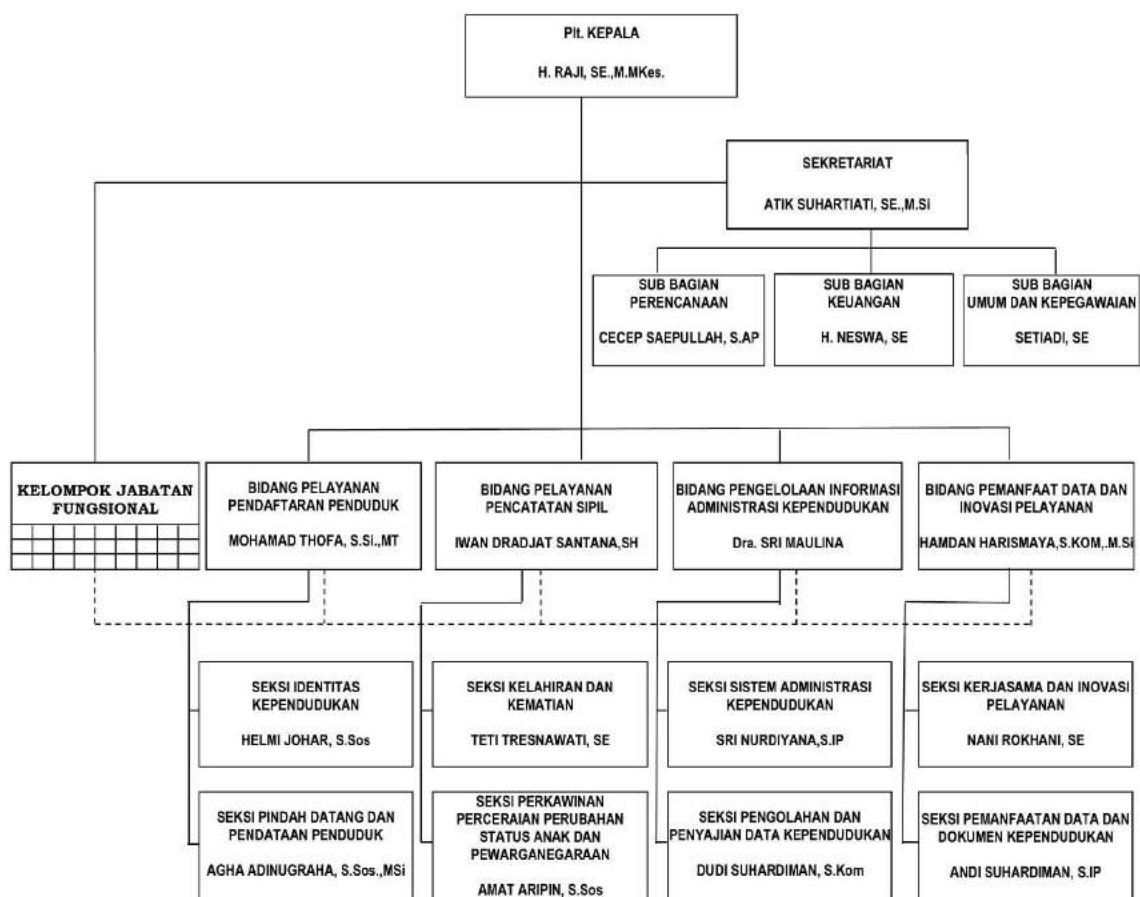 Plt. KEPALA
H. RAJI, SE.,M.MKes.
SEKRETARIAT
ATIK SUHARTIATI, SE.,M.Si
SUB BAGIAN
PERENCANAAN
CECEP SAEPULLAH, S.AP
SUB BAGIAN
KEUANGAN
H. NESWA, SE
SUB BAGIAN
UMUM DAN KEPEGAWAIAN
SETIADI, SE
KELOMPOK JABATAN
FUNGSIONAL
BIDANG PELAYANAN
PENDAFTARAN PENDUDUK
MOHAMAD THOFA, S.Si.,MT
BIDANG PELAYANAN
PENCATATAN SIPIL
IWAN DRADJAT SANTANA,SH
BIDANG PENGELOLAAN INFORMASI
ADMINISTRASI KEPENDUDUKAN
Dra. SRI MAULINA
BIDANG PEMANFAAT DATA DAN
INOVASI PELAYANAN
HAMDAN HARISMAYA,S.KOM,.M.Si
SEKSI IDENTITAS
KEPENDUDUKAN
HELMI JOHAR, S.Sos
SEKSI KELAHIRAN DAN
KEMATIAN
TETI TRESNAWATI, SE
SEKSI SISTEM ADMINISTRASI
KEPENDUDUKAN
SRI NURDIYANA,S.IP
SEKSI KERJASAMA DAN INOVASI
PELAYANAN
NANI ROKHANI, SE
SEKSI PINDAH DATANG DAN
PENDATAAN PENDUDUK
AGHA ADINUGRAHA, S.Sos.,MSi
SEKSI PERKAWINAN
PERCERAIAN PERUBAHAN
STATUS ANAK DAN
PEWARGANEGARAAN
AMAT ARIPIN, S.Sos
SEKSI PENGOLAHAN DAN
PENYAJIAN DATA KEPENDUDUKAN
DUDI SUHARDIMAN, S.Kom
SEKSI PEMANFAATAN DATA DAN
DOKUMEN KEPENDUDUKAN
ANDI SUHARDIMAN, S.IP